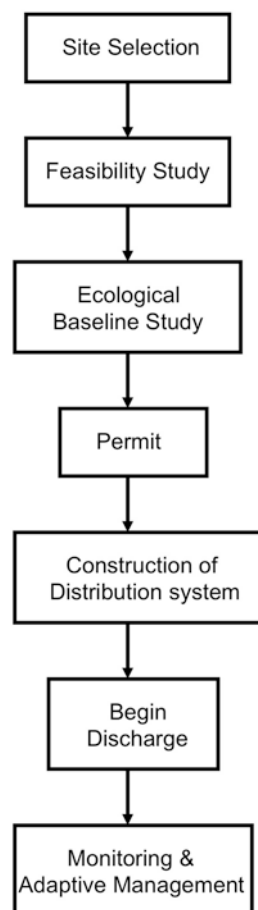 Site Selection
Feasibility Study
Ecological
Baseline Study
Permit
Construction of
Distribution system
Begin
Discharge
Monitoring &
Adaptive Management